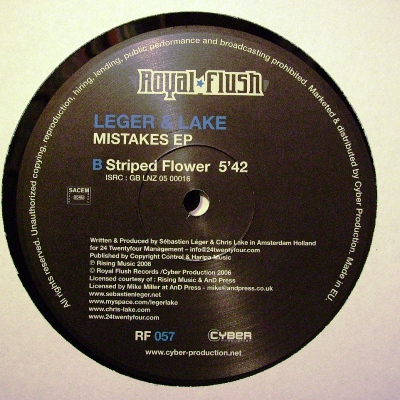 All rights reserved. Unauthorized copying, reproduction, hiring, lending, public performance and broadcasting prohibited. Marketed & distributed by Cyber Production. Made in EU.
Royal ★ Flush
LEGER & LAKE
MISTAKES EP
B Striped Flower 5'42
ISRC : GB LNZ 05 00016
SACEM
Written & Produced by Sébastien Léger & Chris Lake in Amsterdam Holland
for 24 Twentyfour Management – info@24twentyfour.com
Published by Copyright Control & Haripa Music
℗ Rising Music 2006
© Royal Flush Records /Cyber Production 2006
Licensed courtesy of : Rising Music & AnD Press
Licensed by Mike Miller at AnD Press - mike@andpress.co.uk
www.sebastienleger.net
www.myspace.com/legerlake
www.chris-lake.com
www.24twentyfour.com
RF 057
CYBER
www.cyber-production.net